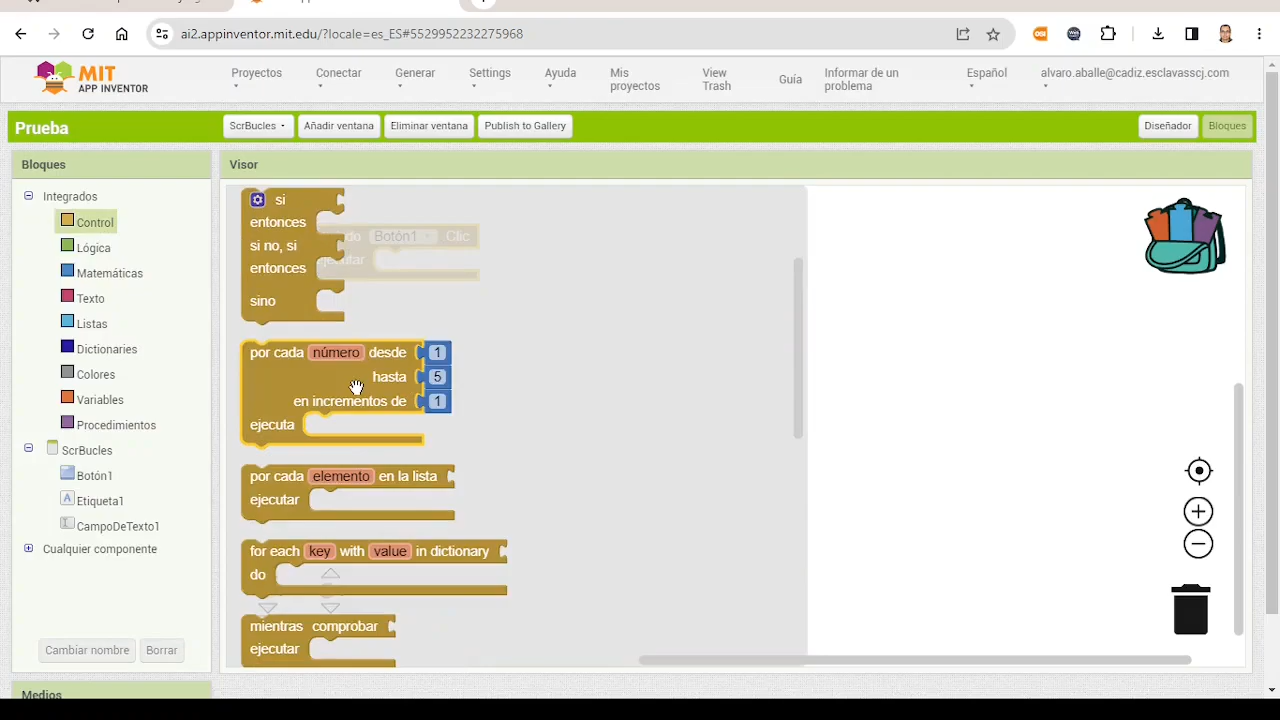 ai2.appinventor.mit.edu/?locale=es_ES#5529952232275968
MIT
APP INVENTOR
Proyectos
Conectar
Generar
Settings
Ayuda
Mis proyectos
View Trash
Guía
Informar de un problema
Español
alvaro.aballe@cadiz.esclavasscj.com
Prueba
ScrBucles
Añadir ventana
Eliminar ventana
Publish to Gallery
Diseñador
Bloques
Bloques
Visor
Integrados
Control
Lógica
Matemáticas
Texto
Listas
Dictionaries
Colores
Variables
Procedimientos
ScrBucles
Botón1
Etiqueta1
CampoDeTexto1
Cualquier componente
Cambiar nombre
Borrar
Medios
si
entonces
si no, si
entonces
sino
Botón1 Clic
por cada número desde 1
hasta 5
en incrementos de 1
ejecuta
por cada elemento en la lista
ejecutar
for each key with value in dictionary
do
mientras comprobar
ejecutar